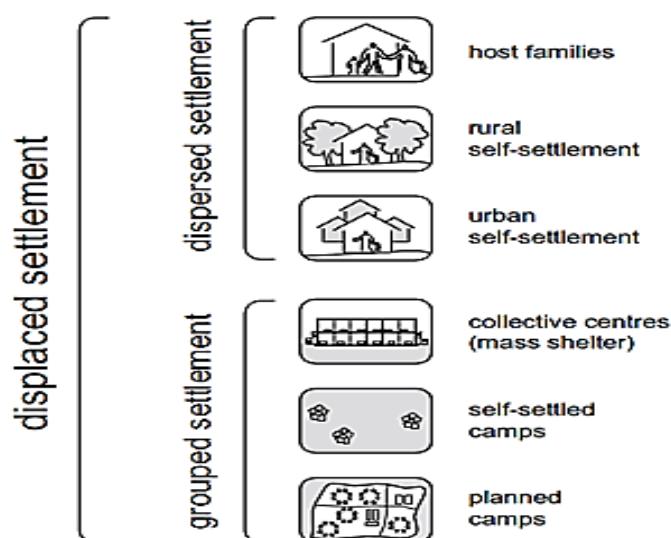 displaced settlement
dispersed settlement
host families
rural
self-settlement
urban
self-settlement
grouped settlement
collective centres
(mass shelter)
self-settled
camps
planned
camps